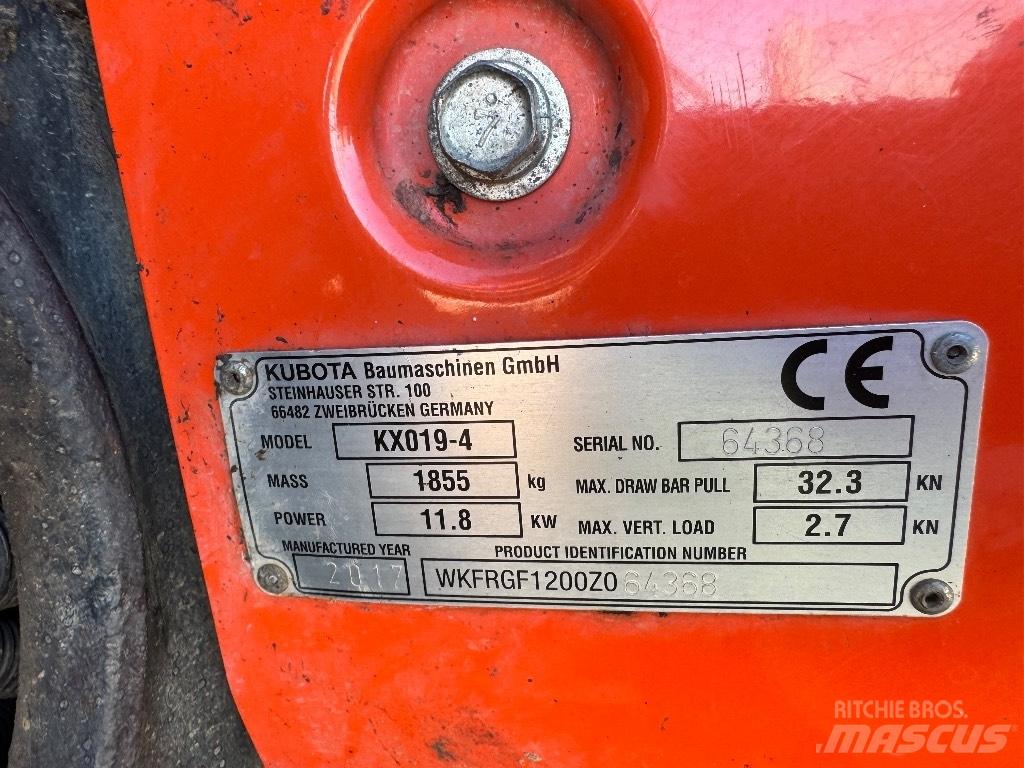 7
KUBOTA Baumaschinen GmbH
STEINHAUSER STR. 100
66482 ZWEIBRÜCKEN GERMANY
CE
MODEL KX019-4 SERIAL NO. 64368
MASS 1855 kg MAX. DRAW BAR PULL 32.3 KN
POWER 11.8 KW MAX. VERT. LOAD 2.7 KN
MANUFACTURED YEAR PRODUCT IDENTIFICATION NUMBER
2017 WKFRGF1200Z064368
RITCHIE BROS.
MASCUS